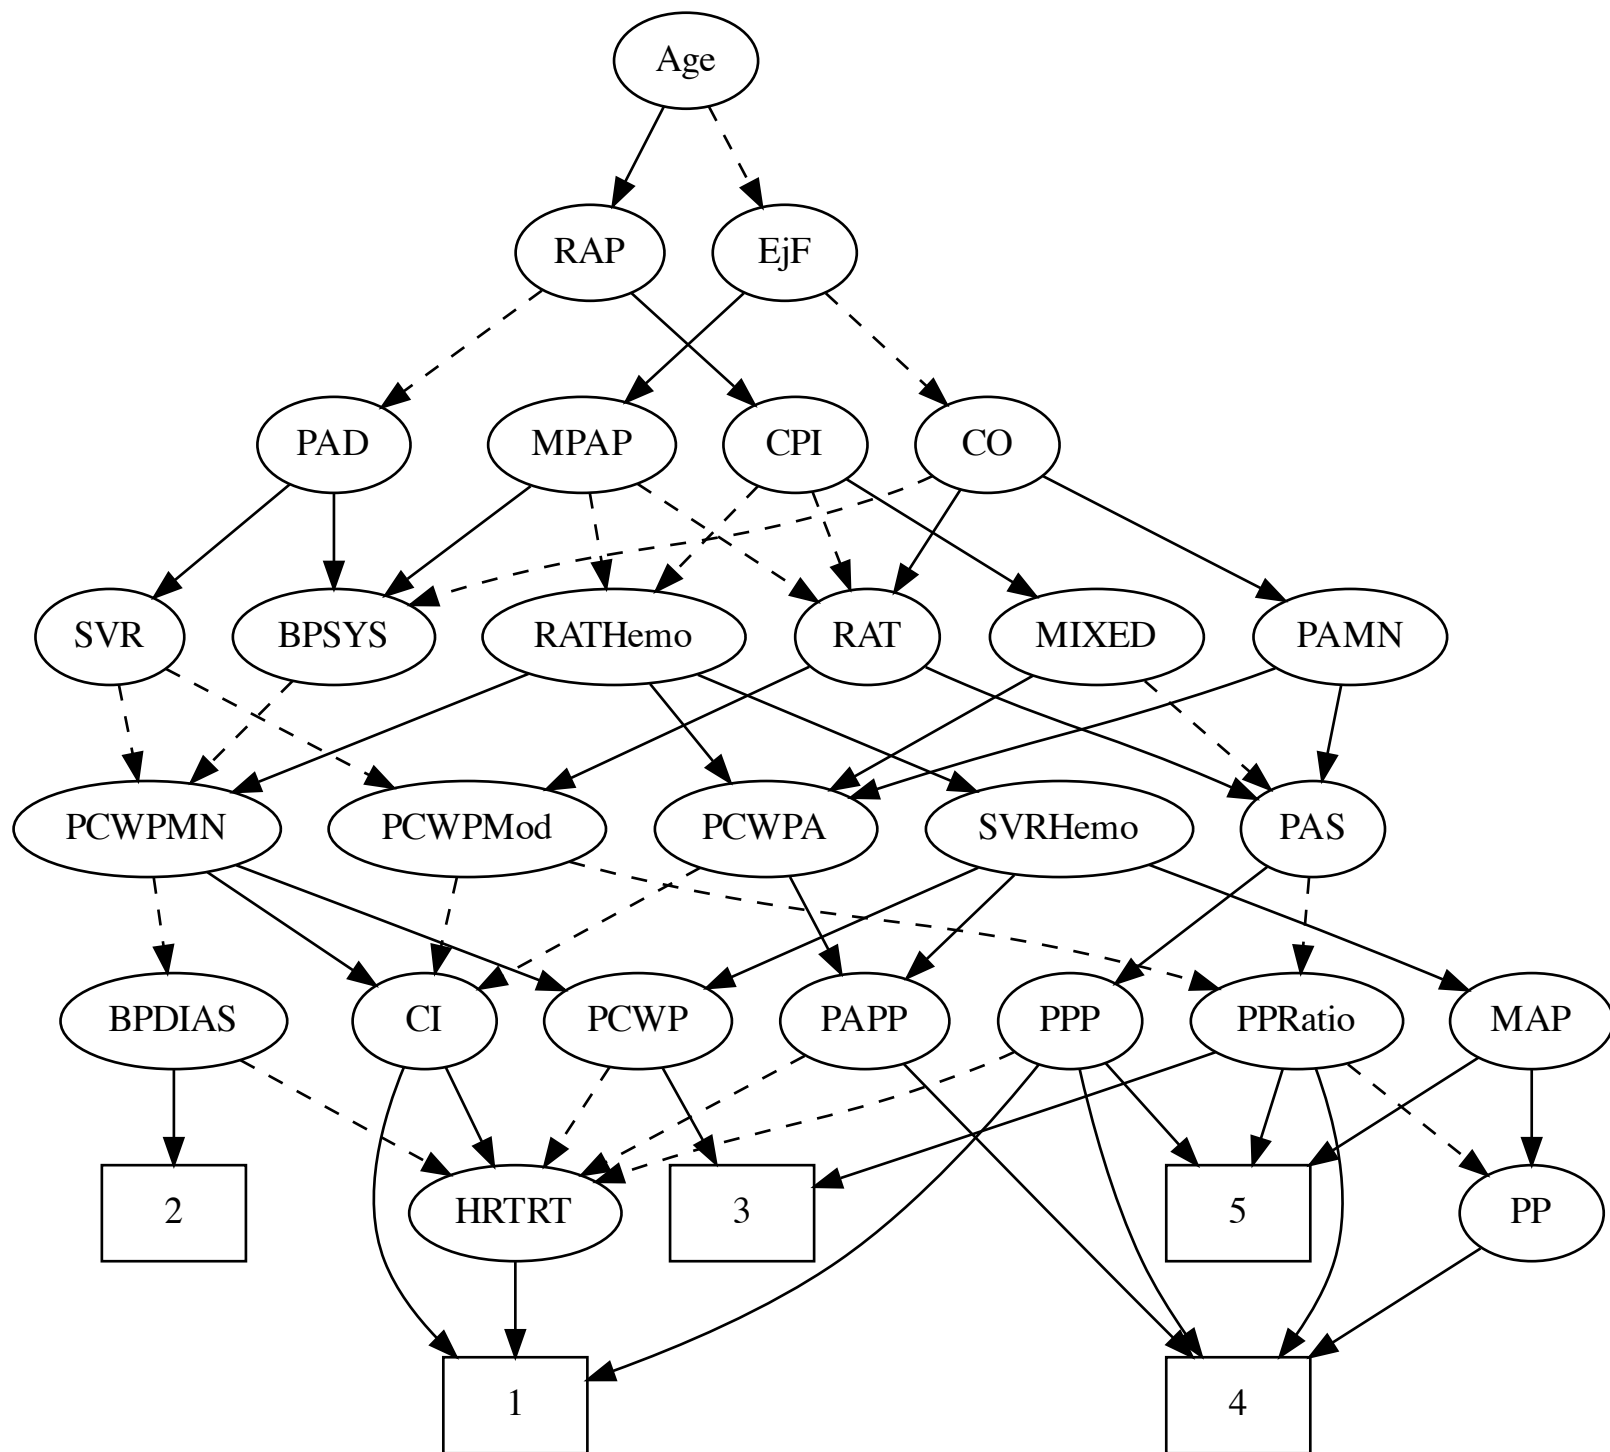 Age
RAP
EjF
PAD
MPAP
CPI
CO
SVR
BPSYS
RATHemo
RAT
MIXED
PAMN
PCWPMN
PCWPMod
PCWPA
SVRHemo
PAS
BPDIAS
CI
PCWP
PAPP
PPP
PPRatio
MAP
2
HRTRT
3
5
PP
1
4